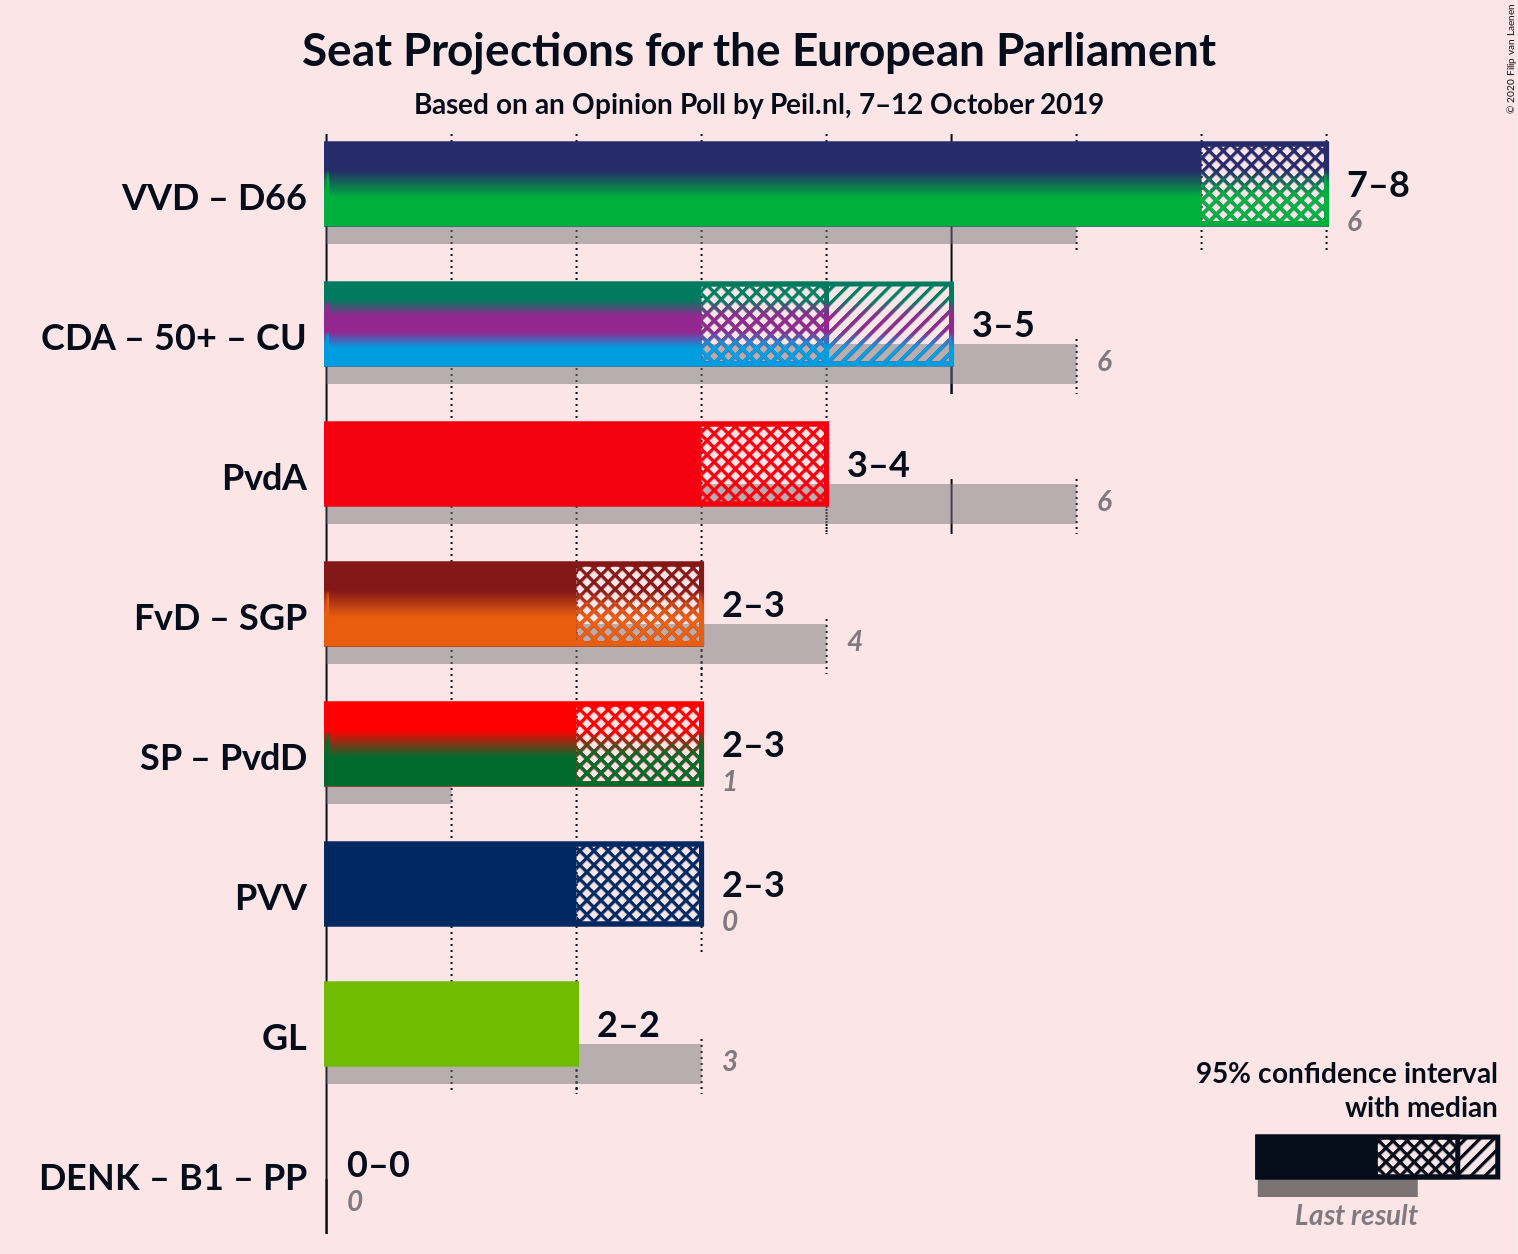 Seat Projections for the European Parliament
Based on an Opinion Poll by Peil.nl, 7–12 October 2019
© 2020 Filip van Laenen
VVD – D66
7–8
6
CDA – 50+ – CU
3–5
6
PvdA
3–4
6
FvD – SGP
2–3
4
SP – PvdD
2–3
1
PVV
2–3
0
GL
2–2
3
DENK – B1 – PP
0–0
0
95% confidence interval
with median
Last result